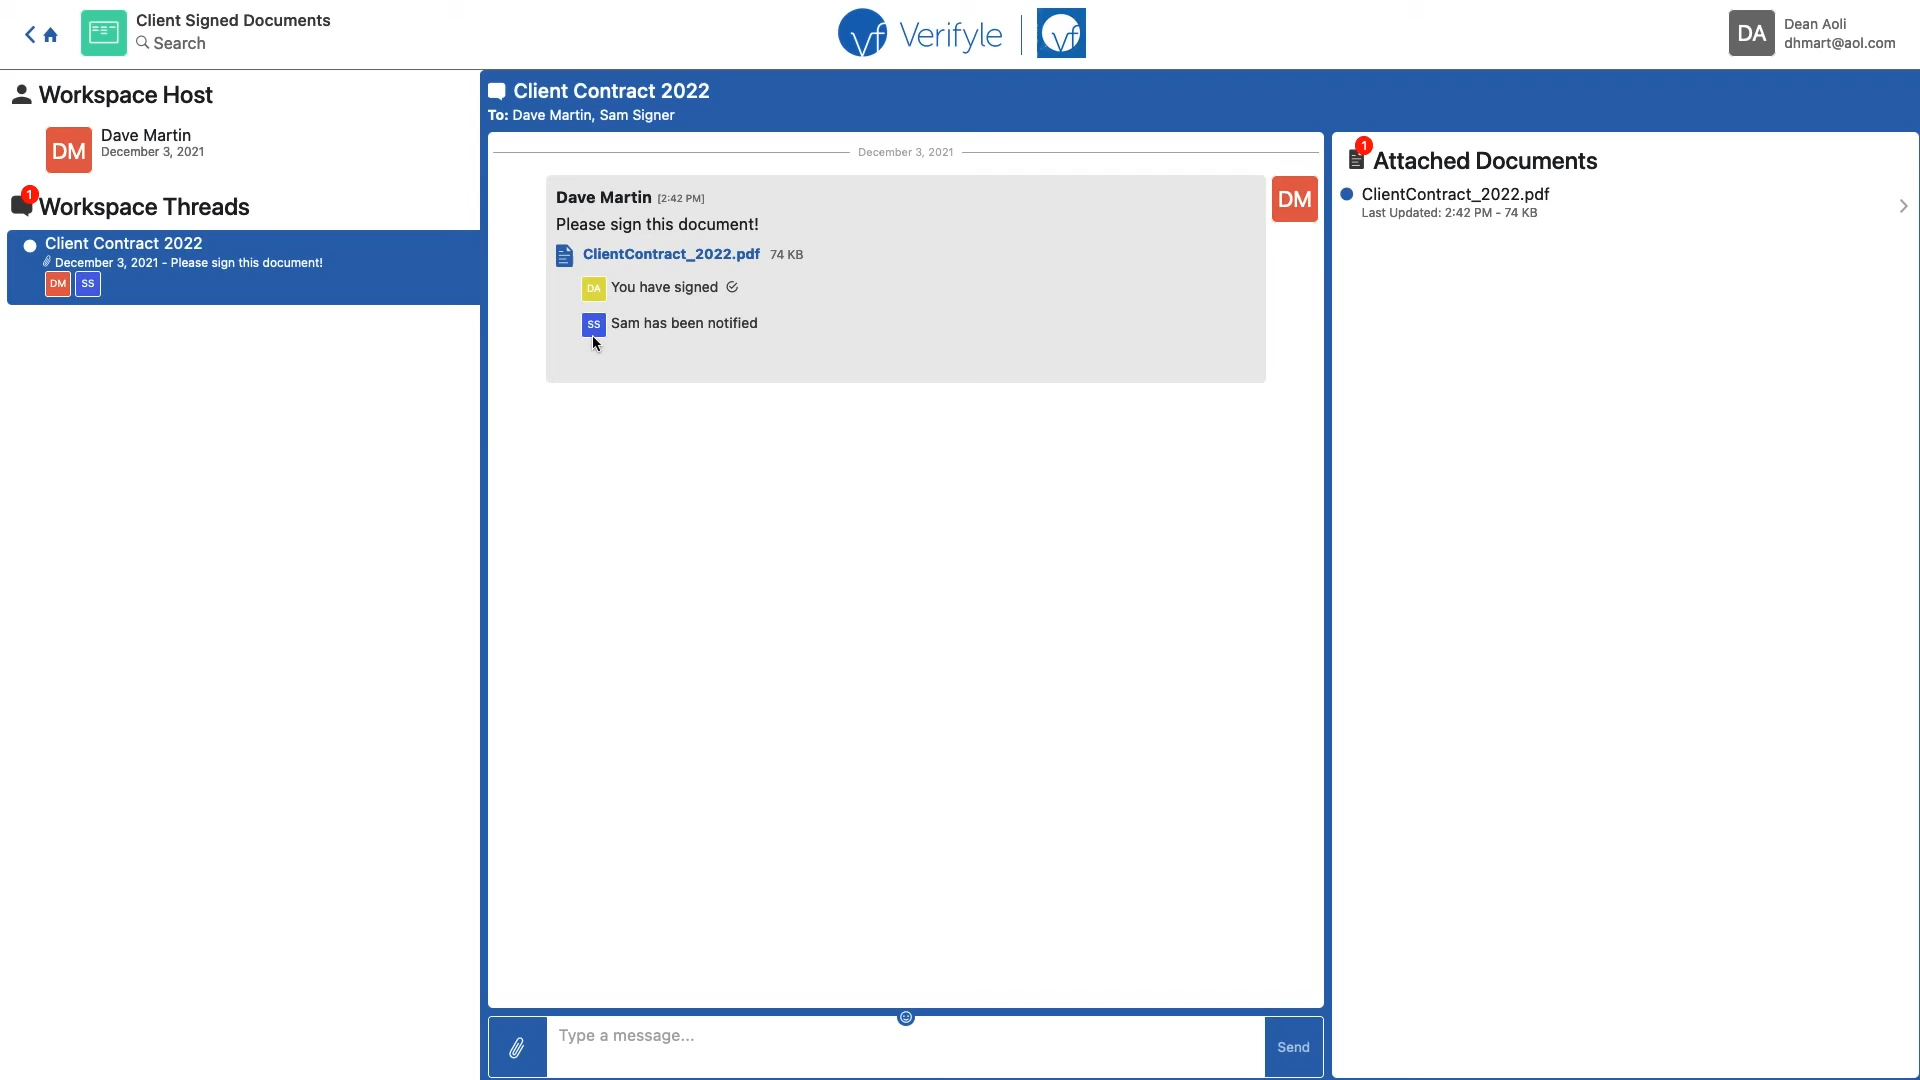 Client Signed Documents
Search
vf Verifyle
vf
DA
Dean Aoli
dhmart@aol.com
Workspace Host
DM
Dave Martin
December 3, 2021
1
Workspace Threads
Client Contract 2022
December 3, 2021 - Please sign this document!
DM
SS
Client Contract 2022
To: Dave Martin, Sam Signer
December 3, 2021
Dave Martin [2:42 PM]
DM
Please sign this document!
ClientContract_2022.pdf 74 KB
DA You have signed
SS Sam has been notified
Type a message...
Send
1
Attached Documents
ClientContract_2022.pdf
Last Updated: 2:42 PM - 74 KB